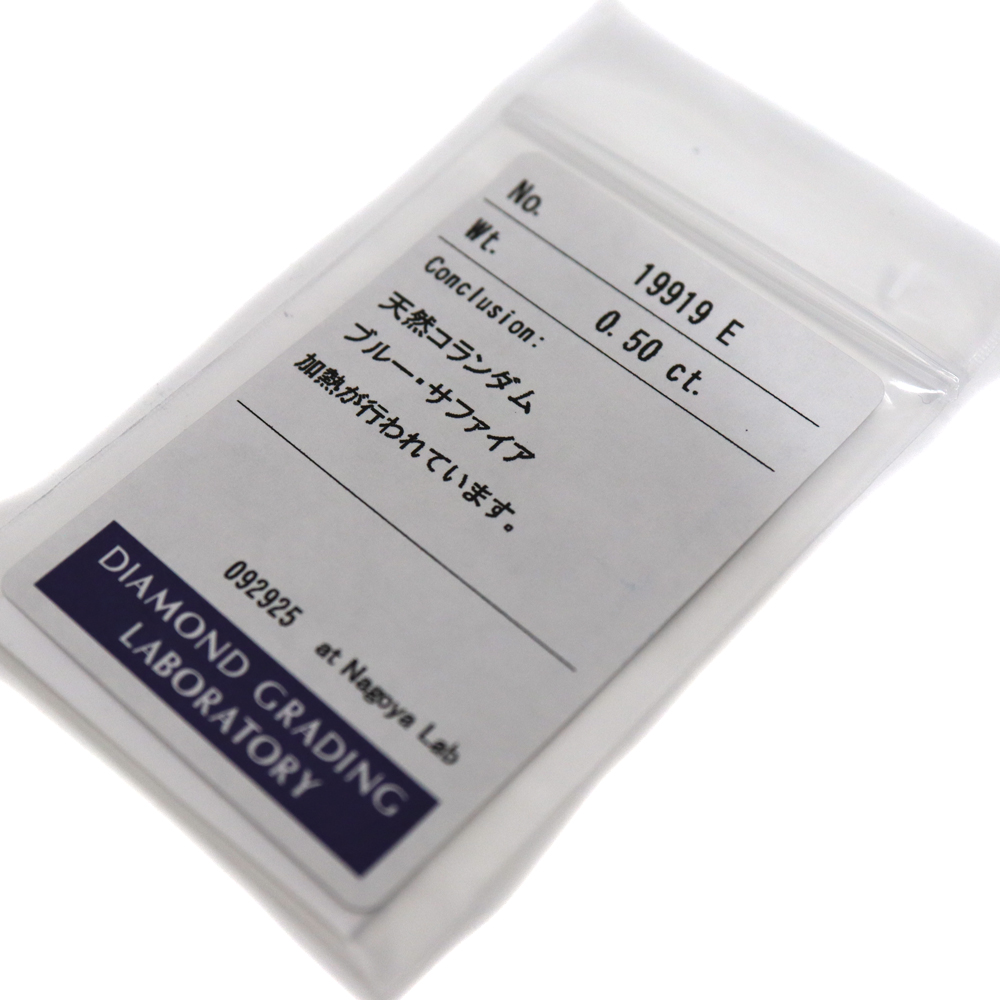 No. 19919 E
Wt. 0.50 ct.
Conclusion:
天然コランダム
ブルー・サファイア
加熱が行われています。
092925 at Nagoya Lab
DIAMOND GRADING
LABORATORY